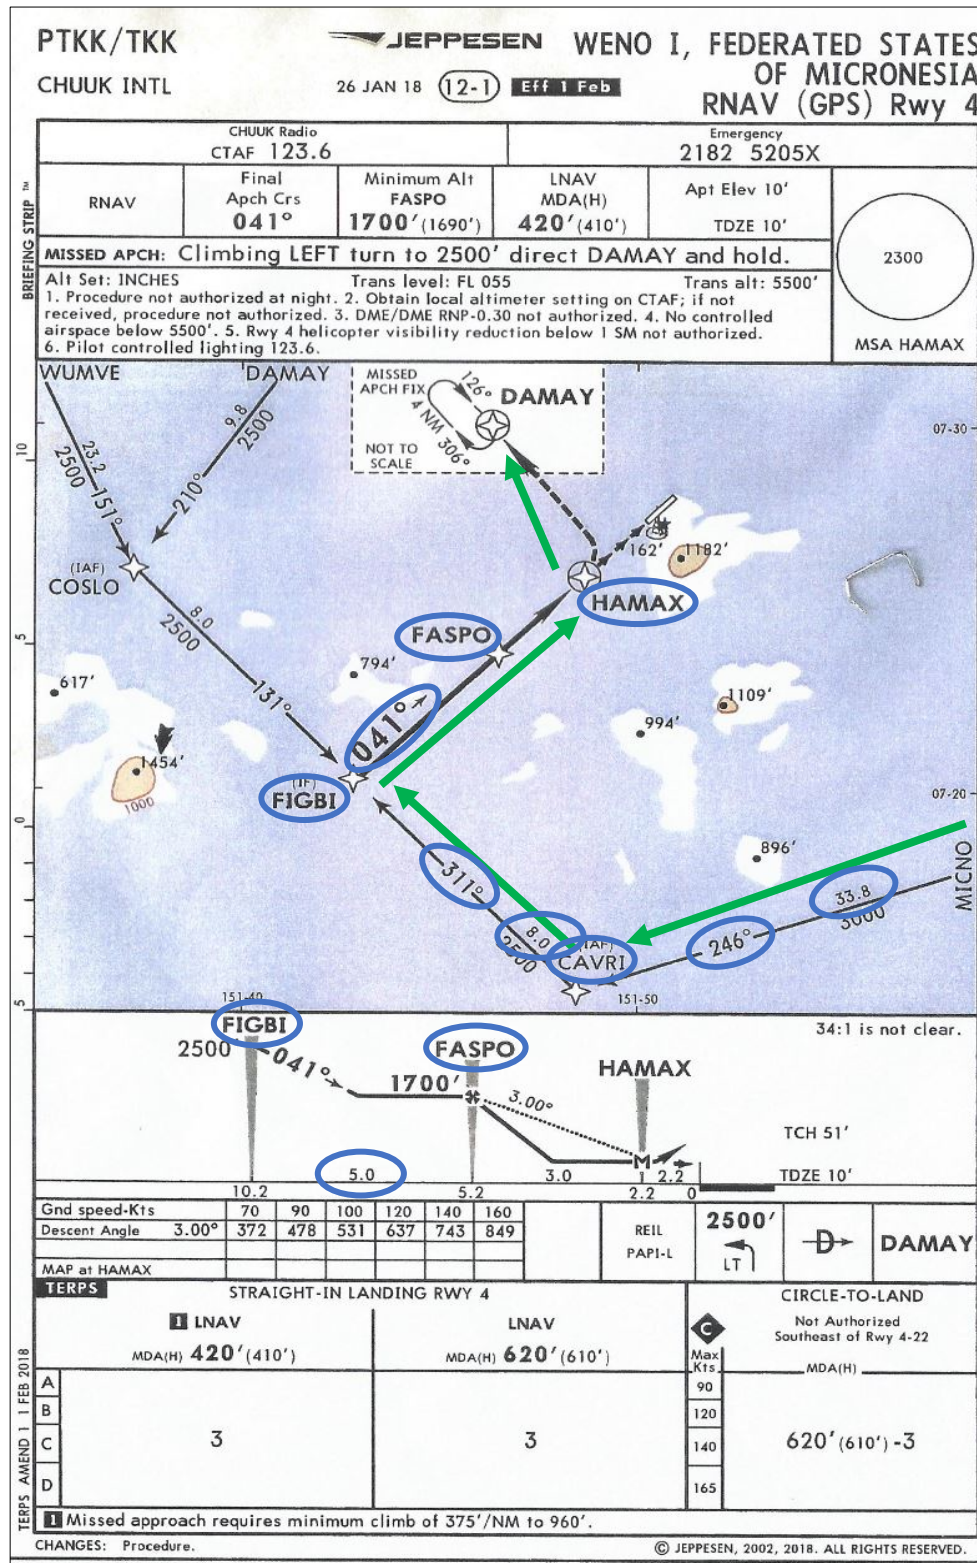 PTKK/TKK
JEPPESEN
WENO I, FEDERATED STATES
OF MICRONESIA
CHUUK INTL
26 JAN 18
12-1
Eff 1 Feb
RNAV (GPS) Rwy 4
CHUUK Radio
CTAF 123.6
Emergency
2182 5205X
BRIEFING STRIP TM
RNAV
Final
Apch Crs
041°
Minimum Alt
FASPO
1700'(1690')
LNAV
MDA(H)
420'(410')
Apt Elev 10'
TDZE 10'
2300
MSA HAMAX
MISSED APCH: Climbing LEFT turn to 2500' direct DAMAY and hold.
Alt Set: INCHES Trans level: FL 055 Trans alt: 5500'
1. Procedure not authorized at night. 2. Obtain local altimeter setting on CTAF; if not
received, procedure not authorized. 3. DME/DME RNP-0.30 not authorized. 4. No controlled
airspace below 5500'. 5. Rwy 4 helicopter visibility reduction below 1 SM not authorized.
6. Pilot controlled lighting 123.6.
WUMVE
DAMAY
MISSED
APCH FIX
126°
DAMAY
4 NM 306°
NOT TO
SCALE
07-30
10
23.2
2500
151°
9.8
2500
210°
(IAF)
COSLO
162'
1182'
HAMAX
8.0
2500
FASPO
5
617'
794'
131°
041°
1109'
994'
1454'
1000
(IF)
FIGBI
07-20
0
896'
MICNO
311°
33.8
3000
8.0
2500
246°
(IAF)
CAVRI
151-40
151-50
5
FIGBI
34:1 is not clear.
2500'
041°
FASPO
1700'
HAMAX
3.00°
TCH 51'
M
5.0
3.0
2.2
TDZE 10'
10.2
5.2
2.2
0
Gnd speed-Kts 70 90 100 120 140 160
Descent Angle 3.00° 372 478 531 637 743 849
MAP at HAMAX
REIL
PAPI-L
2500'
LT
D
DAMAY
TERPS
STRAIGHT-IN LANDING RWY 4
CIRCLE-TO-LAND
1 LNAV
MDA(H) 420'(410')
LNAV
MDA(H) 620'(610')
C
Not Authorized
Southeast of Rwy 4-22
Max
Kts
MDA(H)
A
B
C
D
3
3
90
120
140
165
620'(610')-3
TERPS AMEND 1 1 FEB 2018
1 Missed approach requires minimum climb of 375'/NM to 960'.
CHANGES: Procedure.
© JEPPESEN, 2002, 2018. ALL RIGHTS RESERVED.